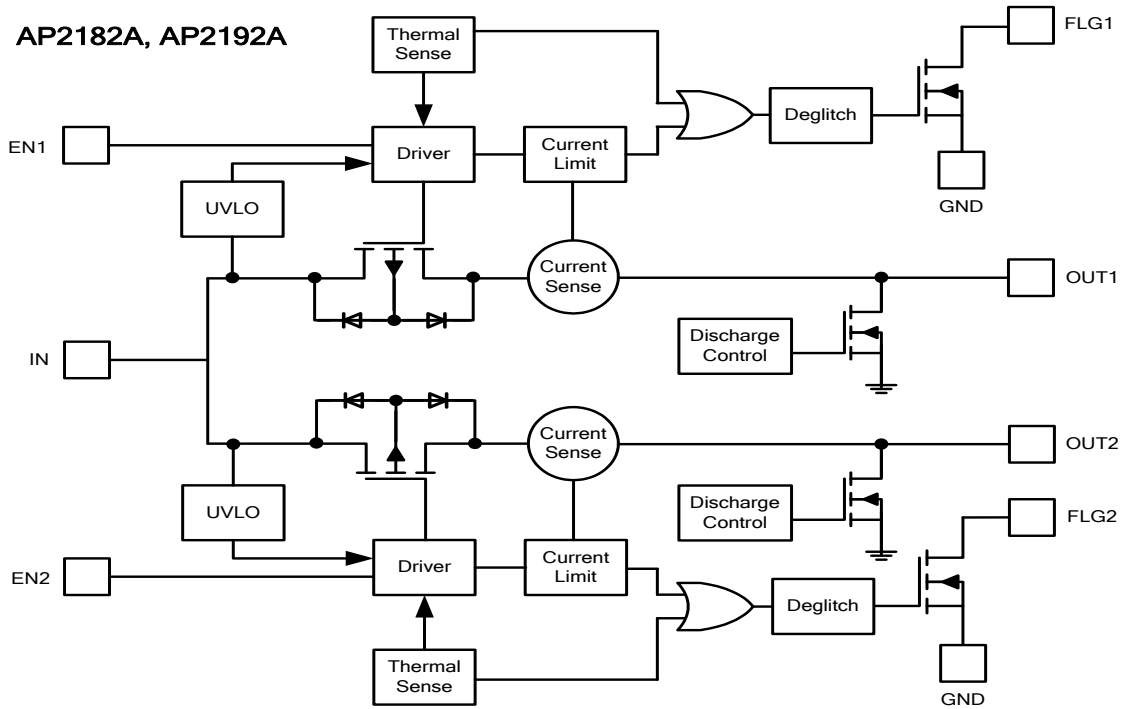 AP2182A, AP2192A
Thermal
Sense
FLG1
Deglitch
EN1
Driver
Current
Limit
UVLO
GND
Current
Sense
OUT1
Discharge
Control
IN
Current
Sense
OUT2
UVLO
Discharge
Control
FLG2
EN2
Driver
Current
Limit
Deglitch
Thermal
Sense
GND